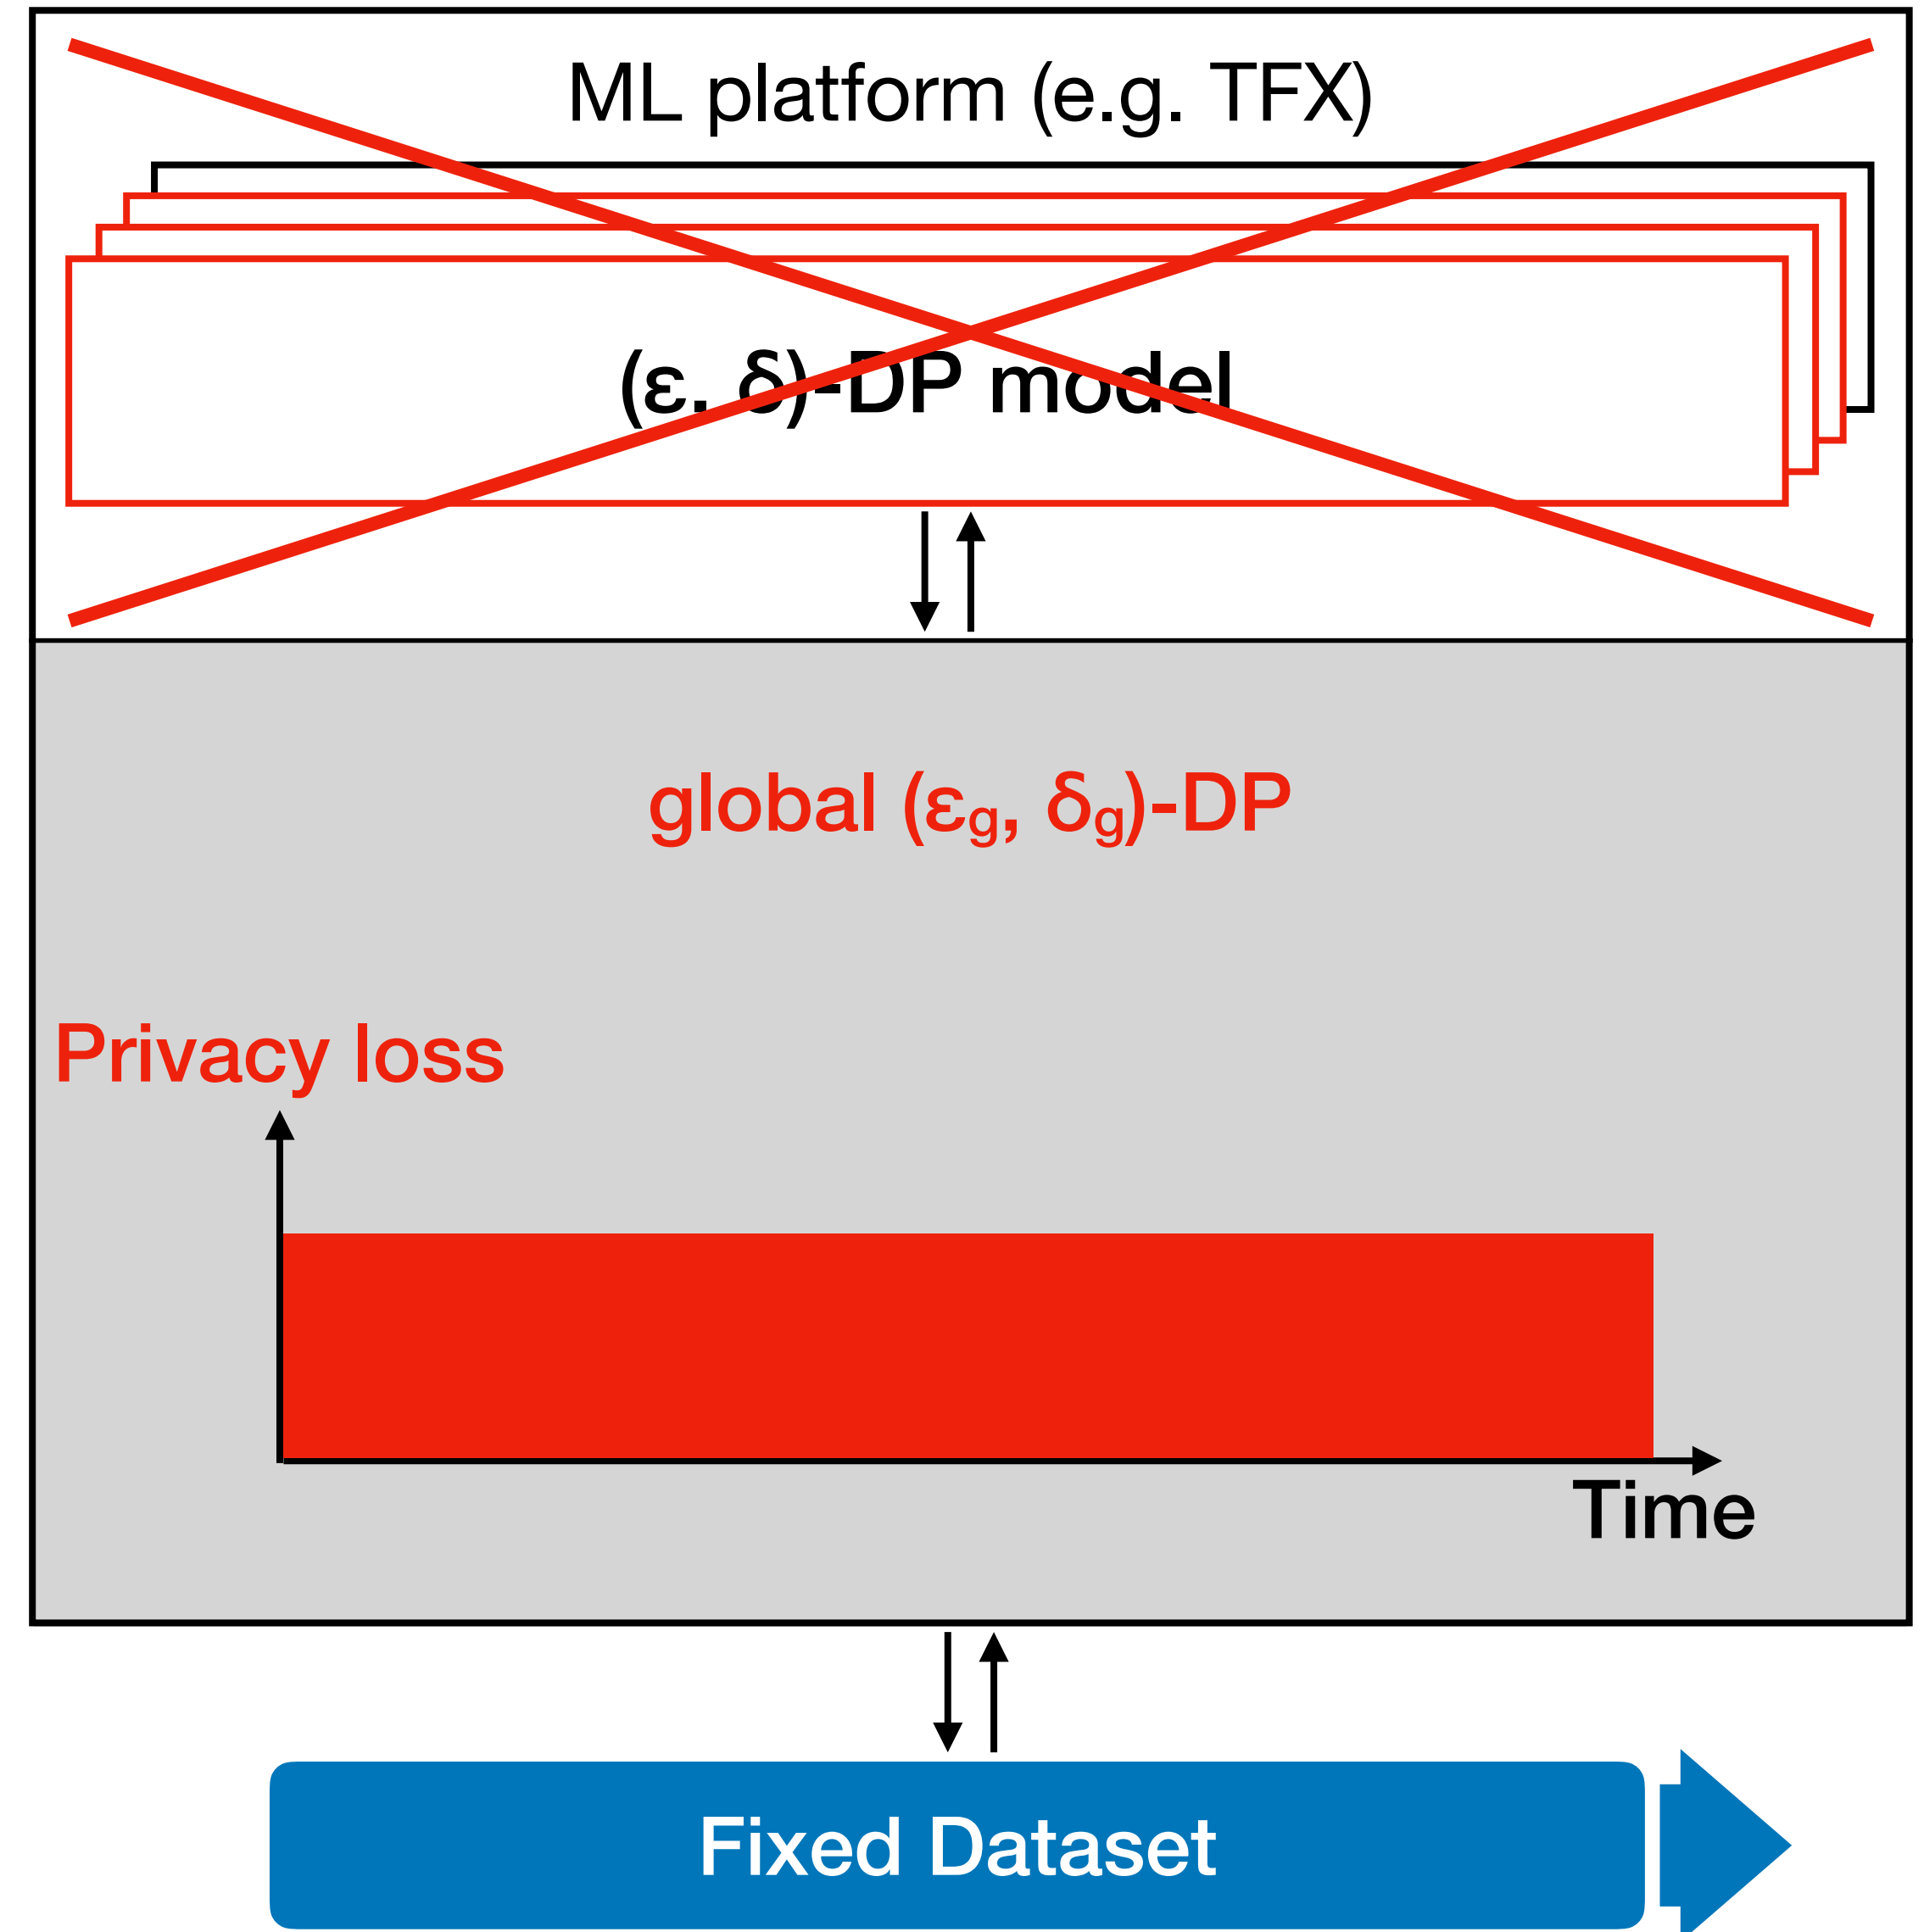 ML platform (e.g. TFX)
(ε. δ)-DP model
global (εg, δg)-DP
Privacy loss
Time
Fixed Dataset